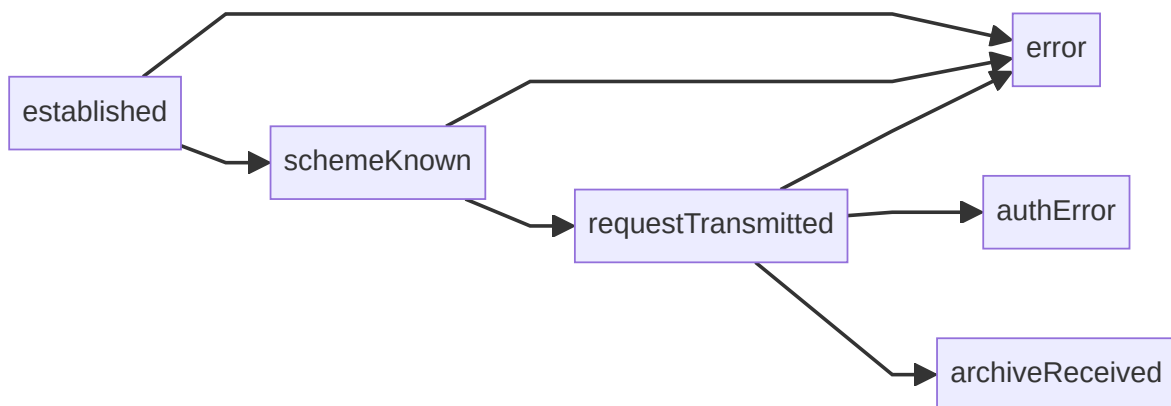 error
established
schemeKnown
authError
requestTransmitted
archiveReceived